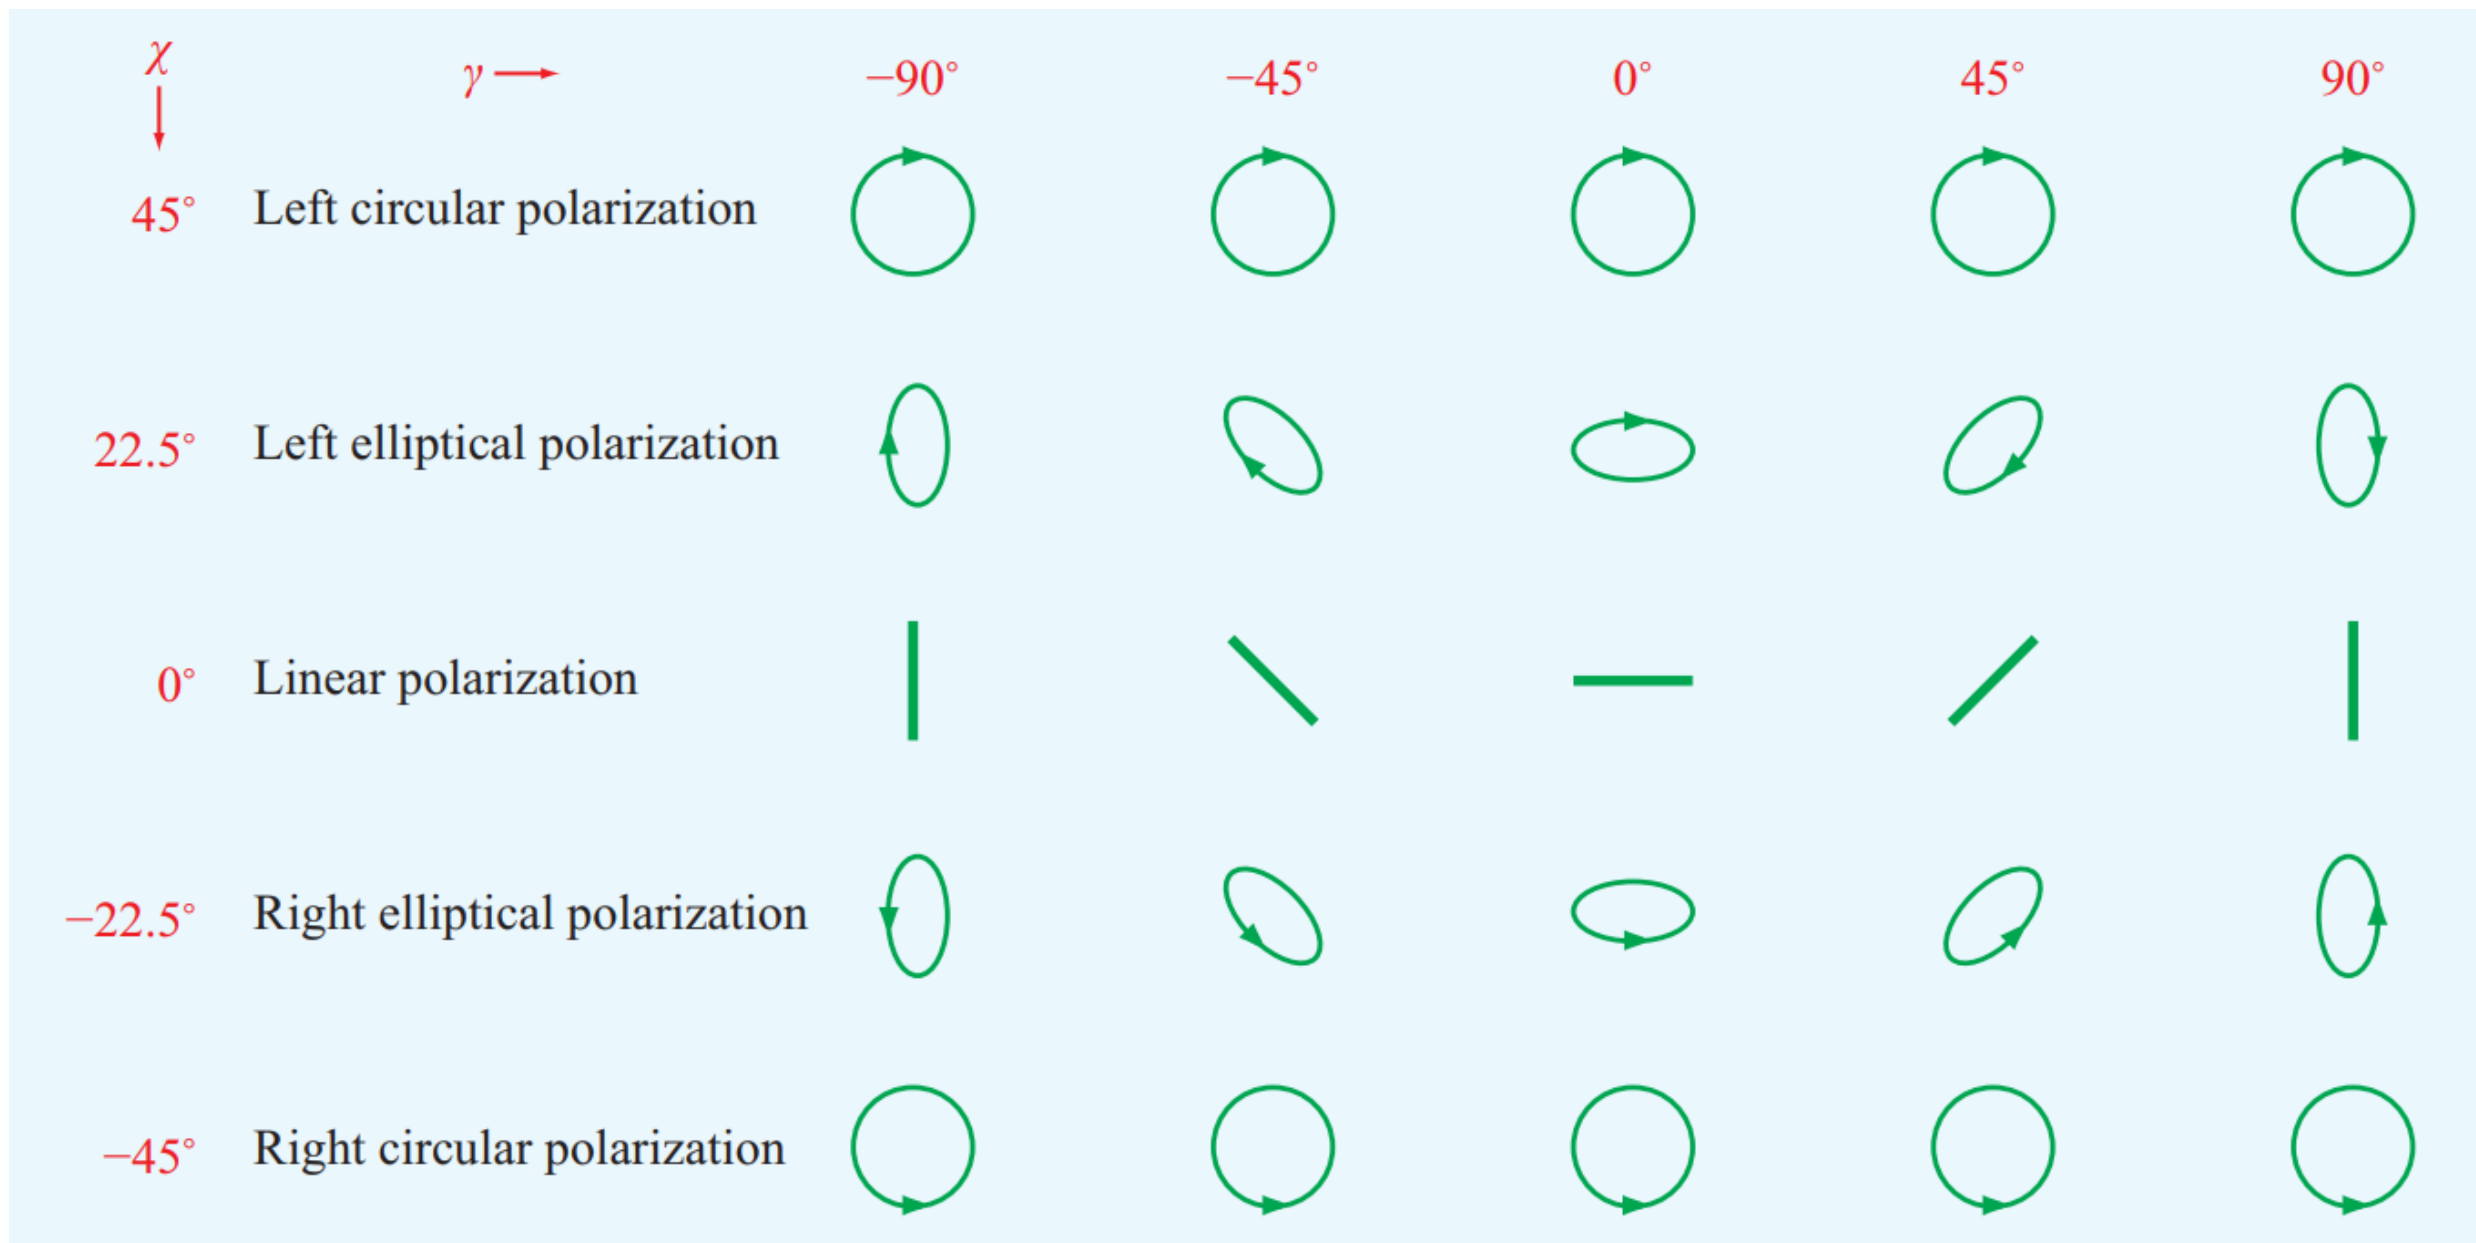 χ
γ −90° −45° 0° 45° 90°
45° Left circular polarization
22.5° Left elliptical polarization
0° Linear polarization
−22.5° Right elliptical polarization
−45° Right circular polarization